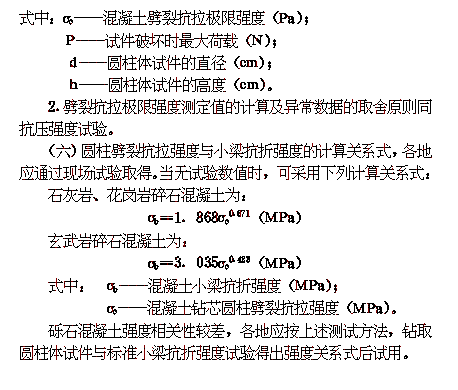 式中：σ₀——混凝土劈裂抗拉极限强度（Pa）；
P——试件破坏时最大荷载（N）；
d——圆柱体试件的直径（cm）；
h——圆柱体试件的高度（cm）。
2. 劈裂抗拉极限强度测定值的计算及异常数据的取舍原则同
抗压强度试验。
（六）圆柱劈裂抗拉强度与小梁抗折强度的计算关系式，各地
应通过现场试验取得。当无试验数值时，可采用下列计算关系式：
石灰岩、花岗岩碎石混凝土为：
σb＝1．868σ₀^0.871（MPa）
玄武岩碎石混凝土为：
σb＝3．035σ₀^0.423（MPa）
式中：σb——混凝土小梁抗折强度（MPa）；
σ₀——混凝土钻芯圆柱劈裂抗拉强度（MPa）。
砾石混凝土强度相关性较差，各地应按上述测试方法，钻取
圆柱体试件与标准小梁抗折强度试验得出强度关系式后试用。